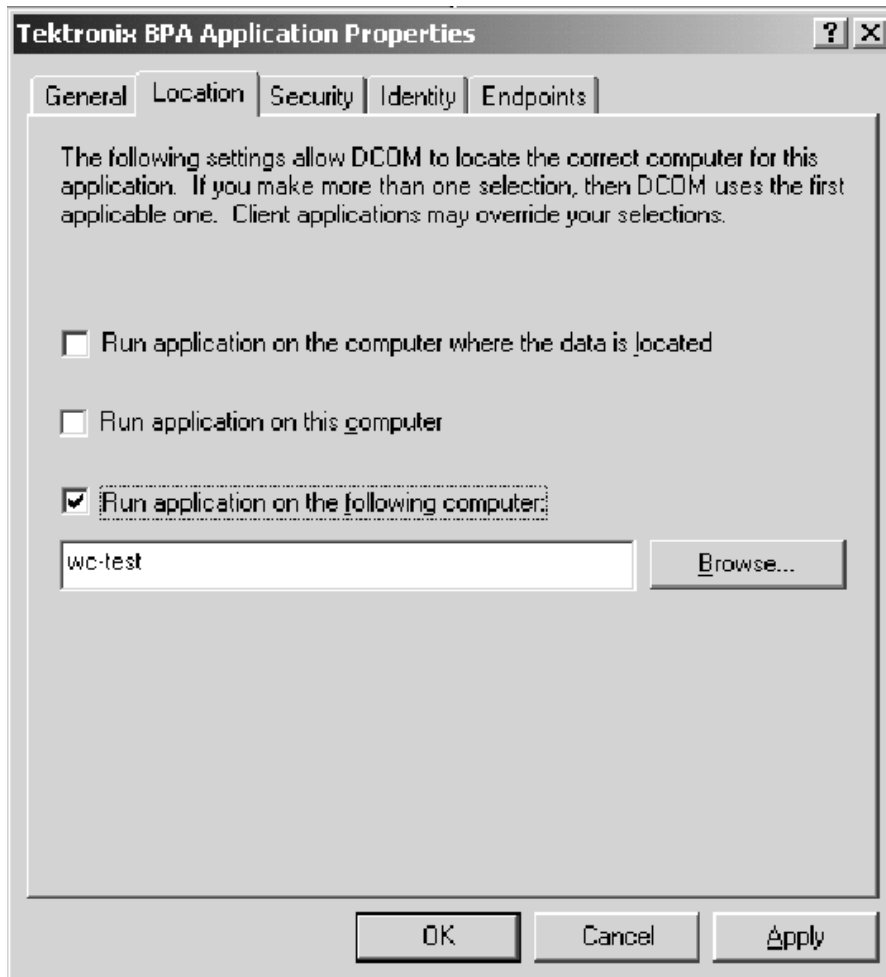 Tektronix BPA Application Properties
General Location Security Identity Endpoints
The following settings allow DCOM to locate the correct computer for this
application. If you make more than one selection, then DCOM uses the first
applicable one. Client applications may override your selections.
Run application on the computer where the data is located
Run application on this computer
Run application on the following computer:
wc-test
Browse...
OK Cancel Apply